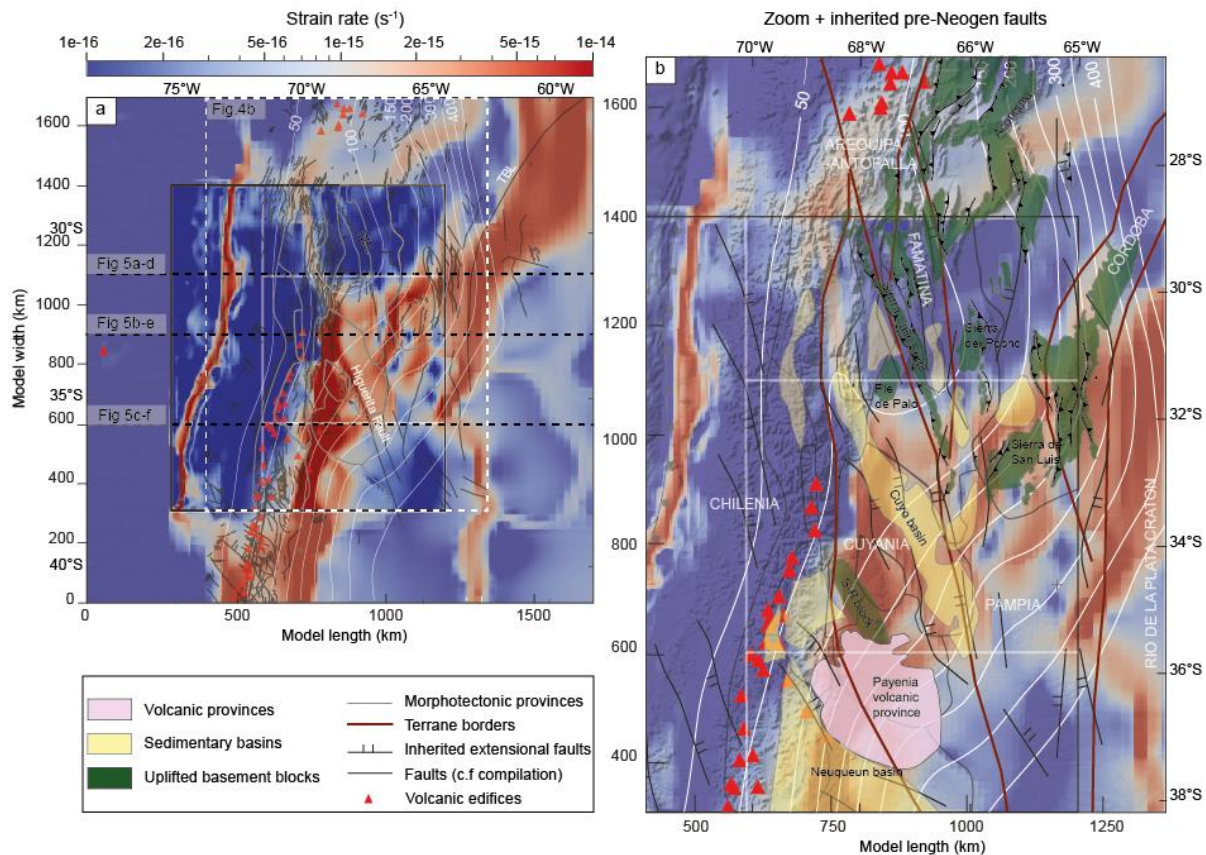 Strain rate (s⁻¹)
1e-16 2e-16 5e-16 1e-15 2e-15 5e-15 1e-14
75°W 70°W 65°W 60°W
a
Fig 4b
50
100
150
200
300
400
TBL
1600
1400
30°S
1200
Fig 5a-d
1000
Fig 5b-e
800
35°S
600
Fig 5c-f
400
200
40°S
0
Higuerita Fault
Model width (km)
0 500 1000 1500
Model length (km)
Zoom + inherited pre-Neogen faults
70°W 68°W 66°W 65°W
b
50
200
300
400
1600
1400
1200
1000
800
600
400
28°S
30°S
32°S
34°S
36°S
38°S
AREQUIPA
-ANTOFALLA
FAMATINA
CORDOBA
Sierra
del Pocho
Pie
de Palo
Sierra de
San Luis
CHILENIA
Cuyo basin
CUYANIA
S-R block
PAMPIA
RIO DE LA PLATA CRATON
Payenia
volcanic
province
Neuqueun basin
500 750 1000 1250
Model length (km)
Volcanic provinces
Sedimentary basins
Uplifted basement blocks
Morphotectonic provinces
Terrane borders
Inherited extensional faults
Faults (c.f compilation)
Volcanic edifices